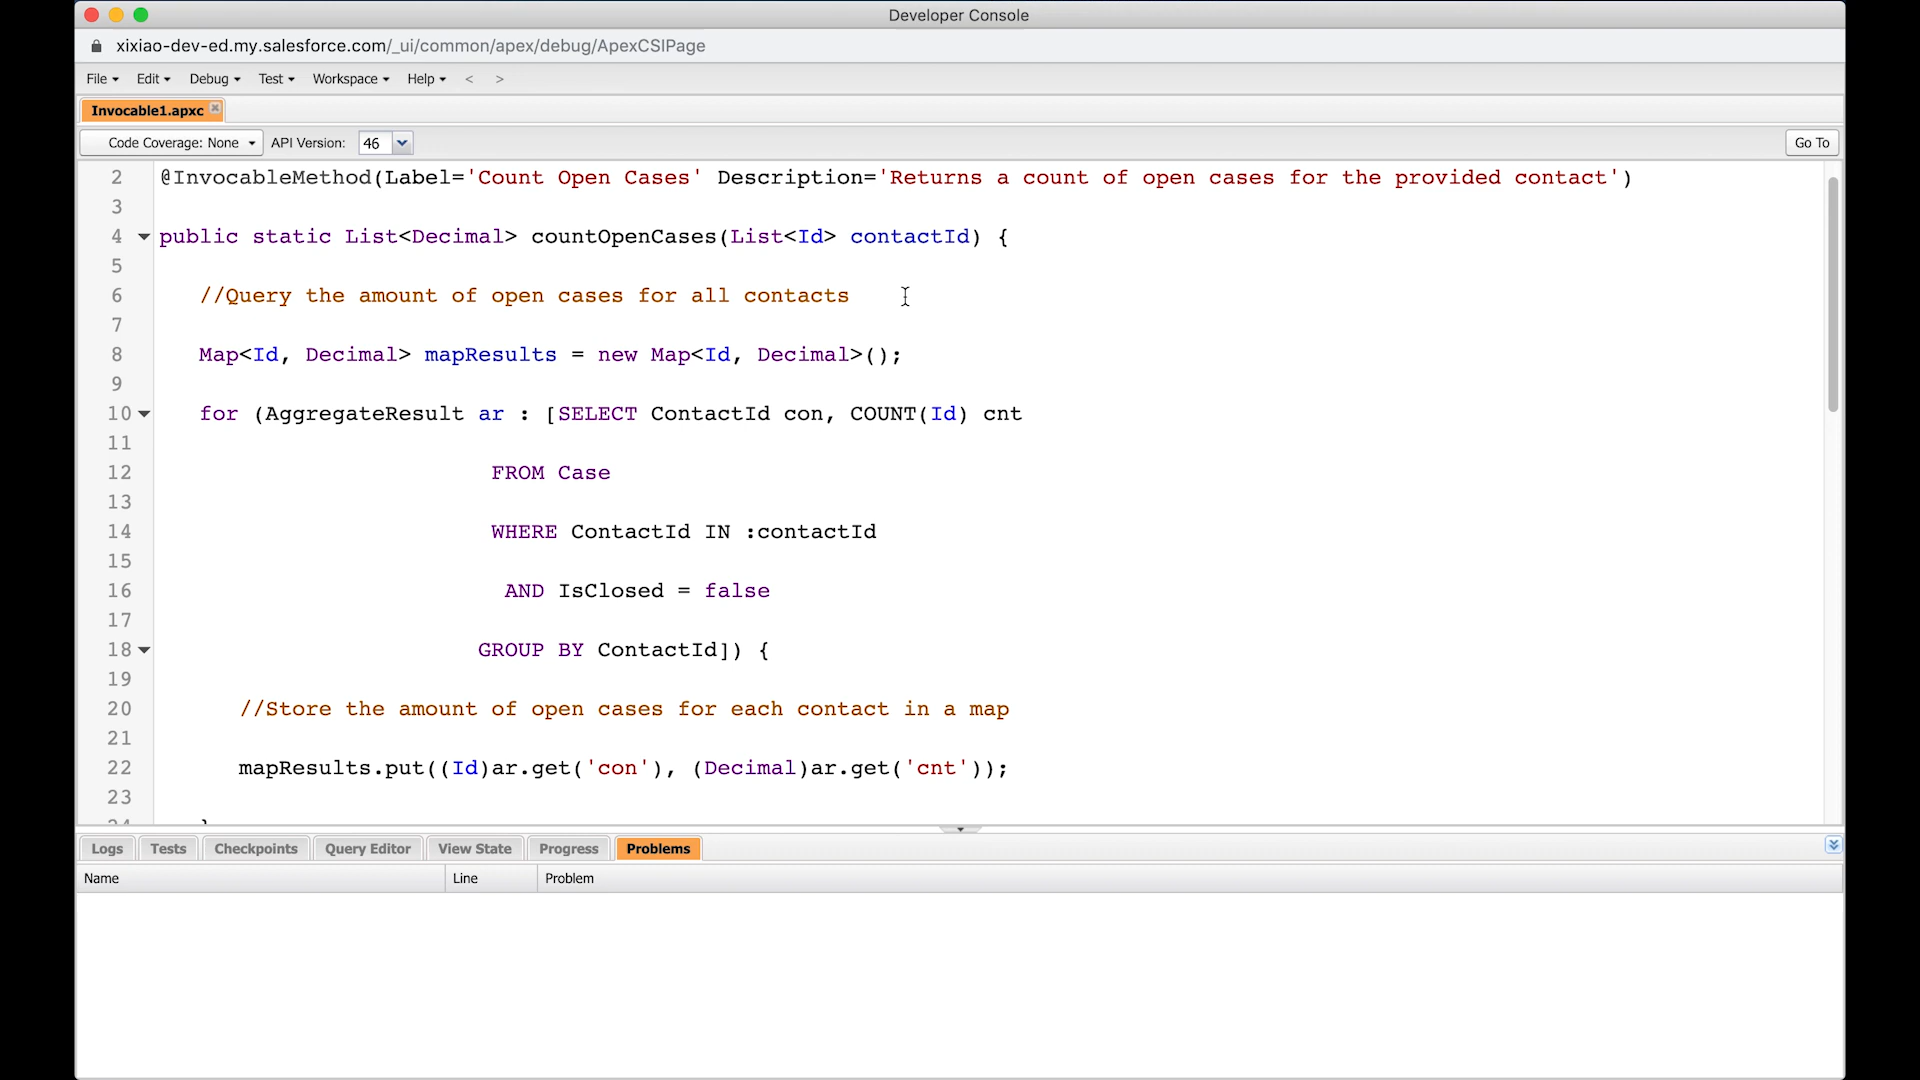 Developer Console
xixiao-dev-ed.my.salesforce.com/_ui/common/apex/debug/ApexCSIPage
File Edit Debug Test Workspace Help < >
Invocable1.apxc
Code Coverage: None API Version: 46 Go To
2 @InvocableMethod(Label='Count Open Cases' Description='Returns a count of open cases for the provided contact')
3
4 public static List<Decimal> countOpenCases(List<Id> contactId) {
5
6 //Query the amount of open cases for all contacts
7
8 Map<Id, Decimal> mapResults = new Map<Id, Decimal>();
9
10 for (AggregateResult ar : [SELECT ContactId con, COUNT(Id) cnt
11
12 FROM Case
13
14 WHERE ContactId IN :contactId
15
16 AND IsClosed = false
17
18 GROUP BY ContactId]) {
19
20 //Store the amount of open cases for each contact in a map
21
22 mapResults.put((Id)ar.get('con'), (Decimal)ar.get('cnt'));
23
Logs Tests Checkpoints Query Editor View State Progress Problems
Name Line Problem